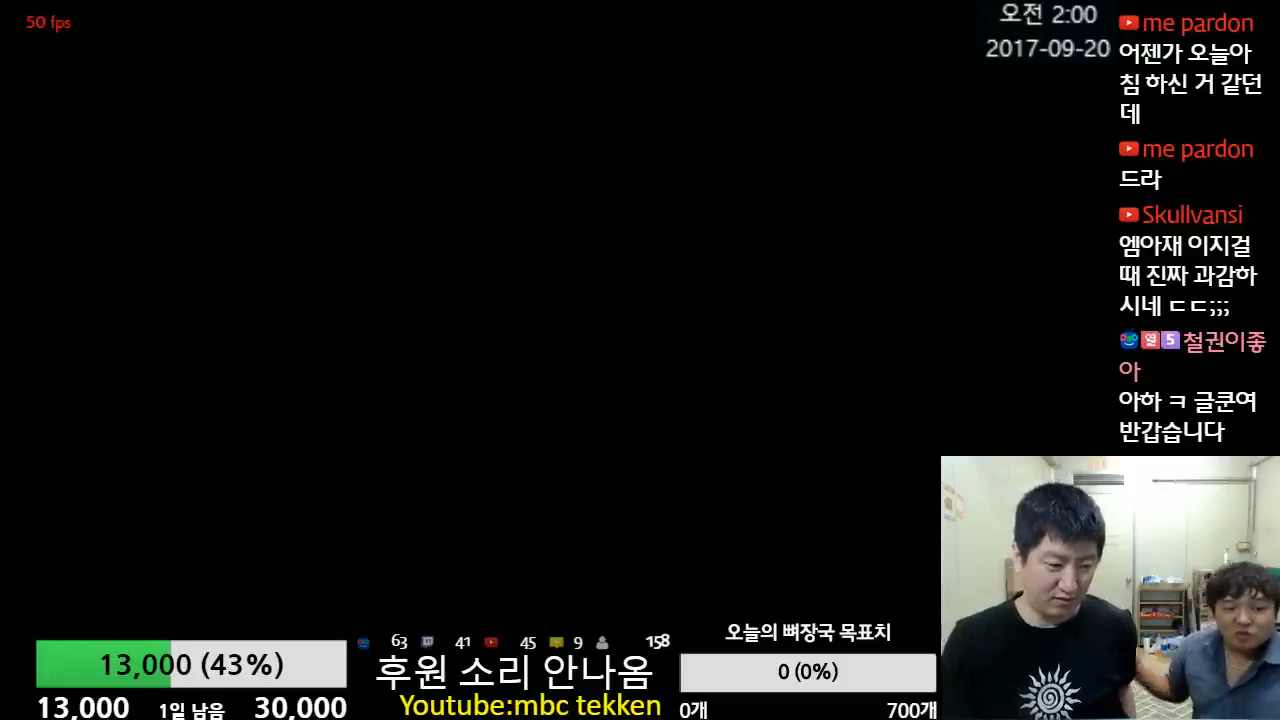 50 fps
오전 2:00
2017-09-20
me pardon
어젠가 오늘아
침 하신 거 같던
데
me pardon
드라
Skullvansi
엠아재 이지걸
때 진짜 과감하
시네 ㄷㄷ;;;
열 5 철권이좋
아
아하 ㅋ 글쿤여
반갑습니다
63 41 45 9 158
오늘의 뼈장국 목표치
13,000 (43%)
후원 소리 안나옴
0 (0%)
13,000 1일 남음 30,000
Youtube:mbc tekken
0개 700개